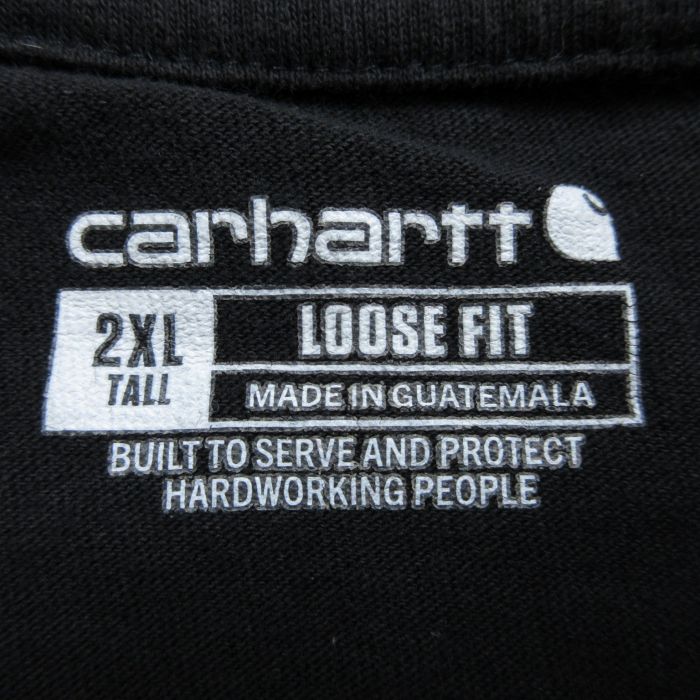 carhartt
2XL
TALL
LOOSE FIT
MADE IN GUATEMALA
BUILT TO SERVE AND PROTECT
HARDWORKING PEOPLE